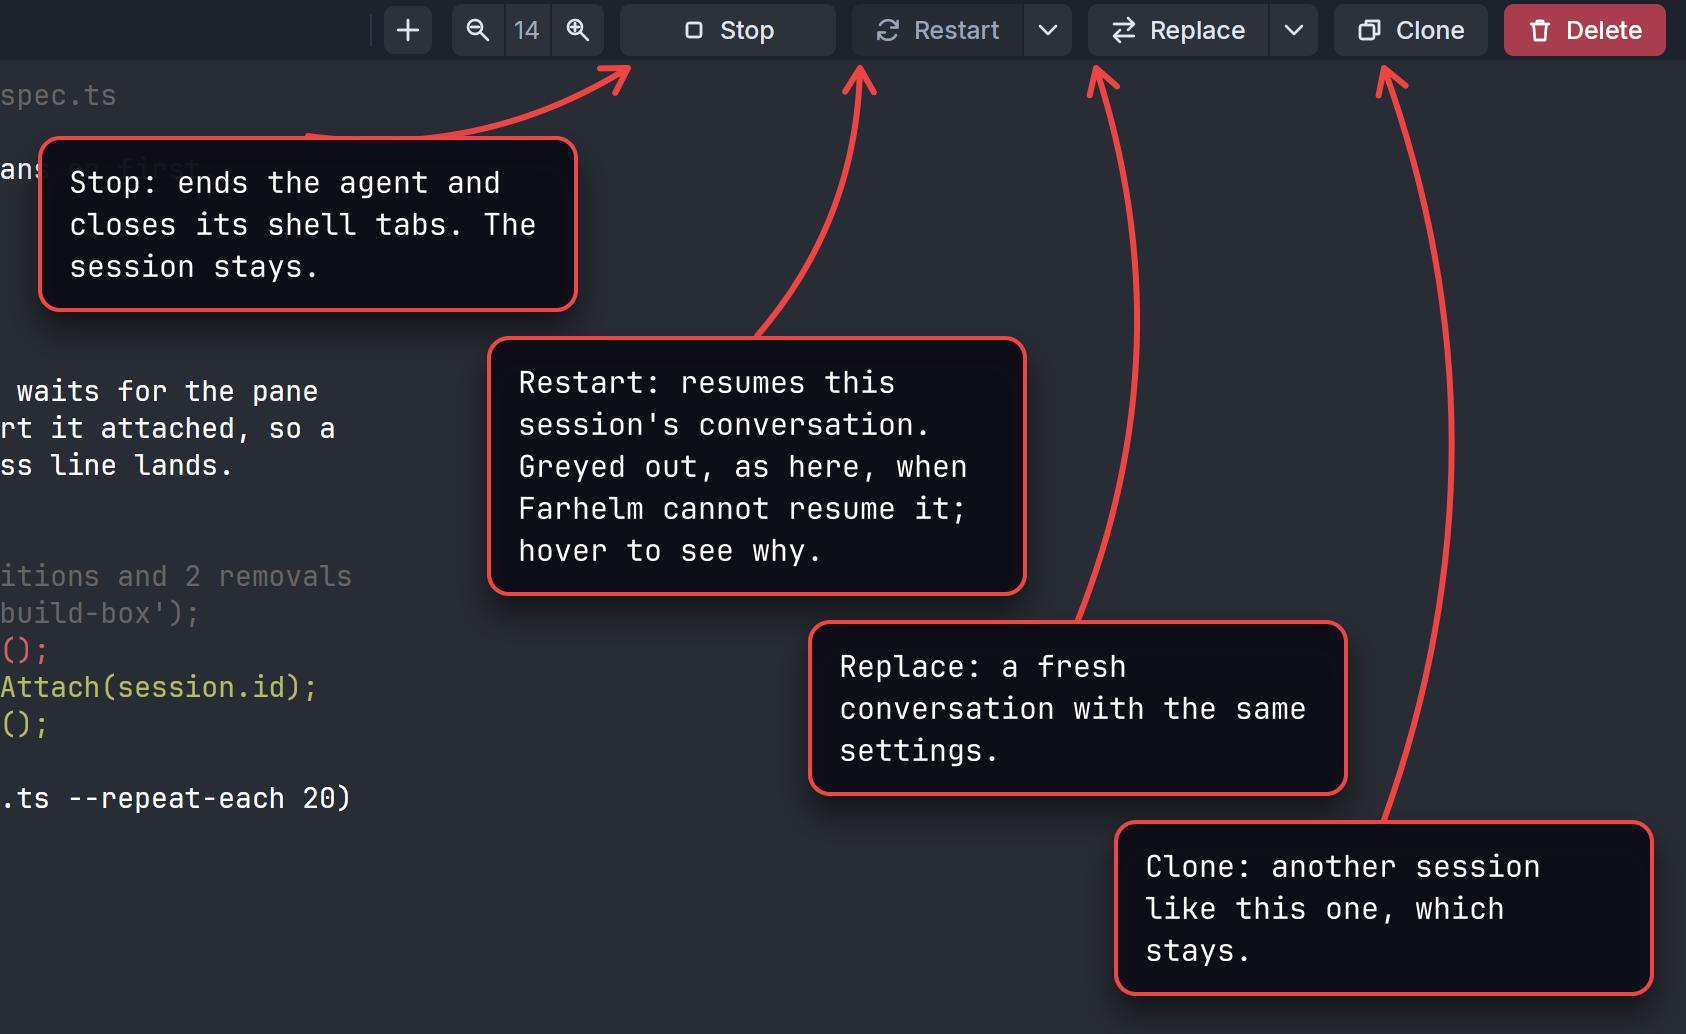 14 Stop Restart Replace Clone Delete
spec.ts
ans on first
Stop: ends the agent and
closes its shell tabs. The
session stays.
waits for the pane
rt it attached, so a
ss line lands.
Restart: resumes this
session's conversation.
Greyed out, as here, when
Farhelm cannot resume it;
hover to see why.
itions and 2 removals
build-box');
();
Attach(session.id);
();
.ts --repeat-each 20)
Replace: a fresh
conversation with the same
settings.
Clone: another session
like this one, which
stays.